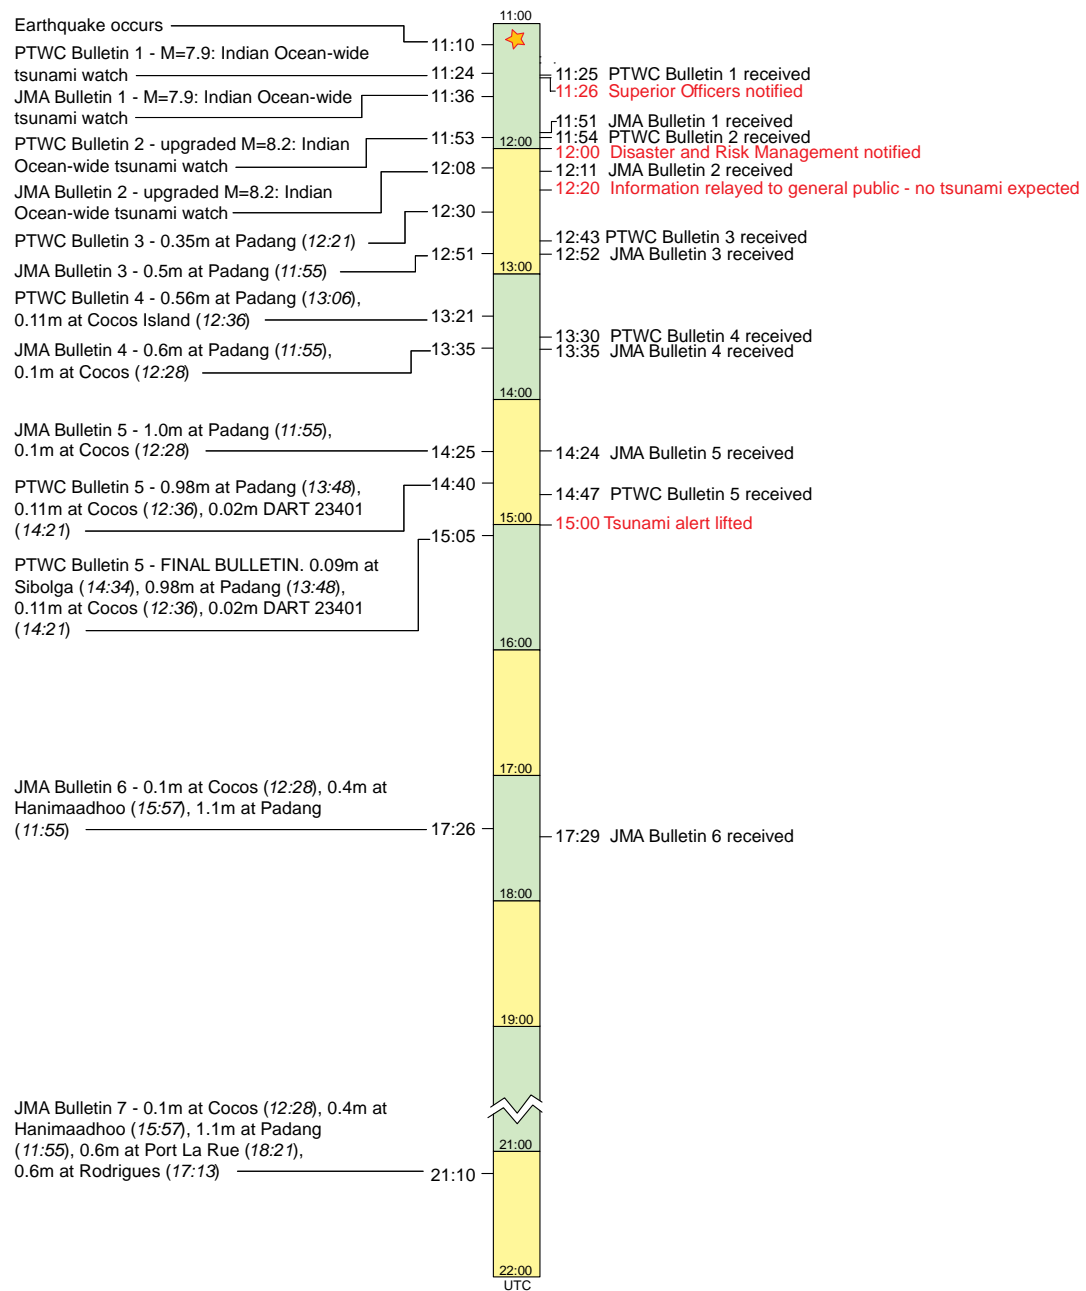 11:00
Earthquake occurs
11:10
PTWC Bulletin 1 - M=7.9: Indian Ocean-wide
tsunami watch
11:24
JMA Bulletin 1 - M=7.9: Indian Ocean-wide
tsunami watch
11:36
PTWC Bulletin 2 - upgraded M=8.2: Indian
Ocean-wide tsunami watch
11:53
JMA Bulletin 2 - upgraded M=8.2: Indian
Ocean-wide tsunami watch
12:08
PTWC Bulletin 3 - 0.35m at Padang (12:21)
12:30
JMA Bulletin 3 - 0.5m at Padang (11:55)
12:51
PTWC Bulletin 4 - 0.56m at Padang (13:06),
0.11m at Cocos Island (12:36)
13:21
JMA Bulletin 4 - 0.6m at Padang (11:55),
0.1m at Cocos (12:28)
13:35
JMA Bulletin 5 - 1.0m at Padang (11:55),
0.1m at Cocos (12:28)
14:25
PTWC Bulletin 5 - 0.98m at Padang (13:48),
0.11m at Cocos (12:36), 0.02m DART 23401
(14:21)
14:40
PTWC Bulletin 5 - FINAL BULLETIN. 0.09m at
Sibolga (14:34), 0.98m at Padang (13:48),
0.11m at Cocos (12:36), 0.02m DART 23401
(14:21)
15:05
JMA Bulletin 6 - 0.1m at Cocos (12:28), 0.4m at
Hanimaadhoo (15:57), 1.1m at Padang
(11:55)
17:26
JMA Bulletin 7 - 0.1m at Cocos (12:28), 0.4m at
Hanimaadhoo (15:57), 1.1m at Padang
(11:55), 0.6m at Port La Rue (18:21),
0.6m at Rodrigues (17:13)
21:10
12:00
13:00
14:00
15:00
16:00
17:00
18:00
19:00
21:00
22:00
UTC
11:25 PTWC Bulletin 1 received
11:26 Superior Officers notified
11:51 JMA Bulletin 1 received
11:54 PTWC Bulletin 2 received
12:00 Disaster and Risk Management notified
12:11 JMA Bulletin 2 received
12:20 Information relayed to general public - no tsunami expected
12:43 PTWC Bulletin 3 received
12:52 JMA Bulletin 3 received
13:30 PTWC Bulletin 4 received
13:35 JMA Bulletin 4 received
14:24 JMA Bulletin 5 received
14:47 PTWC Bulletin 5 received
15:00 Tsunami alert lifted
17:29 JMA Bulletin 6 received